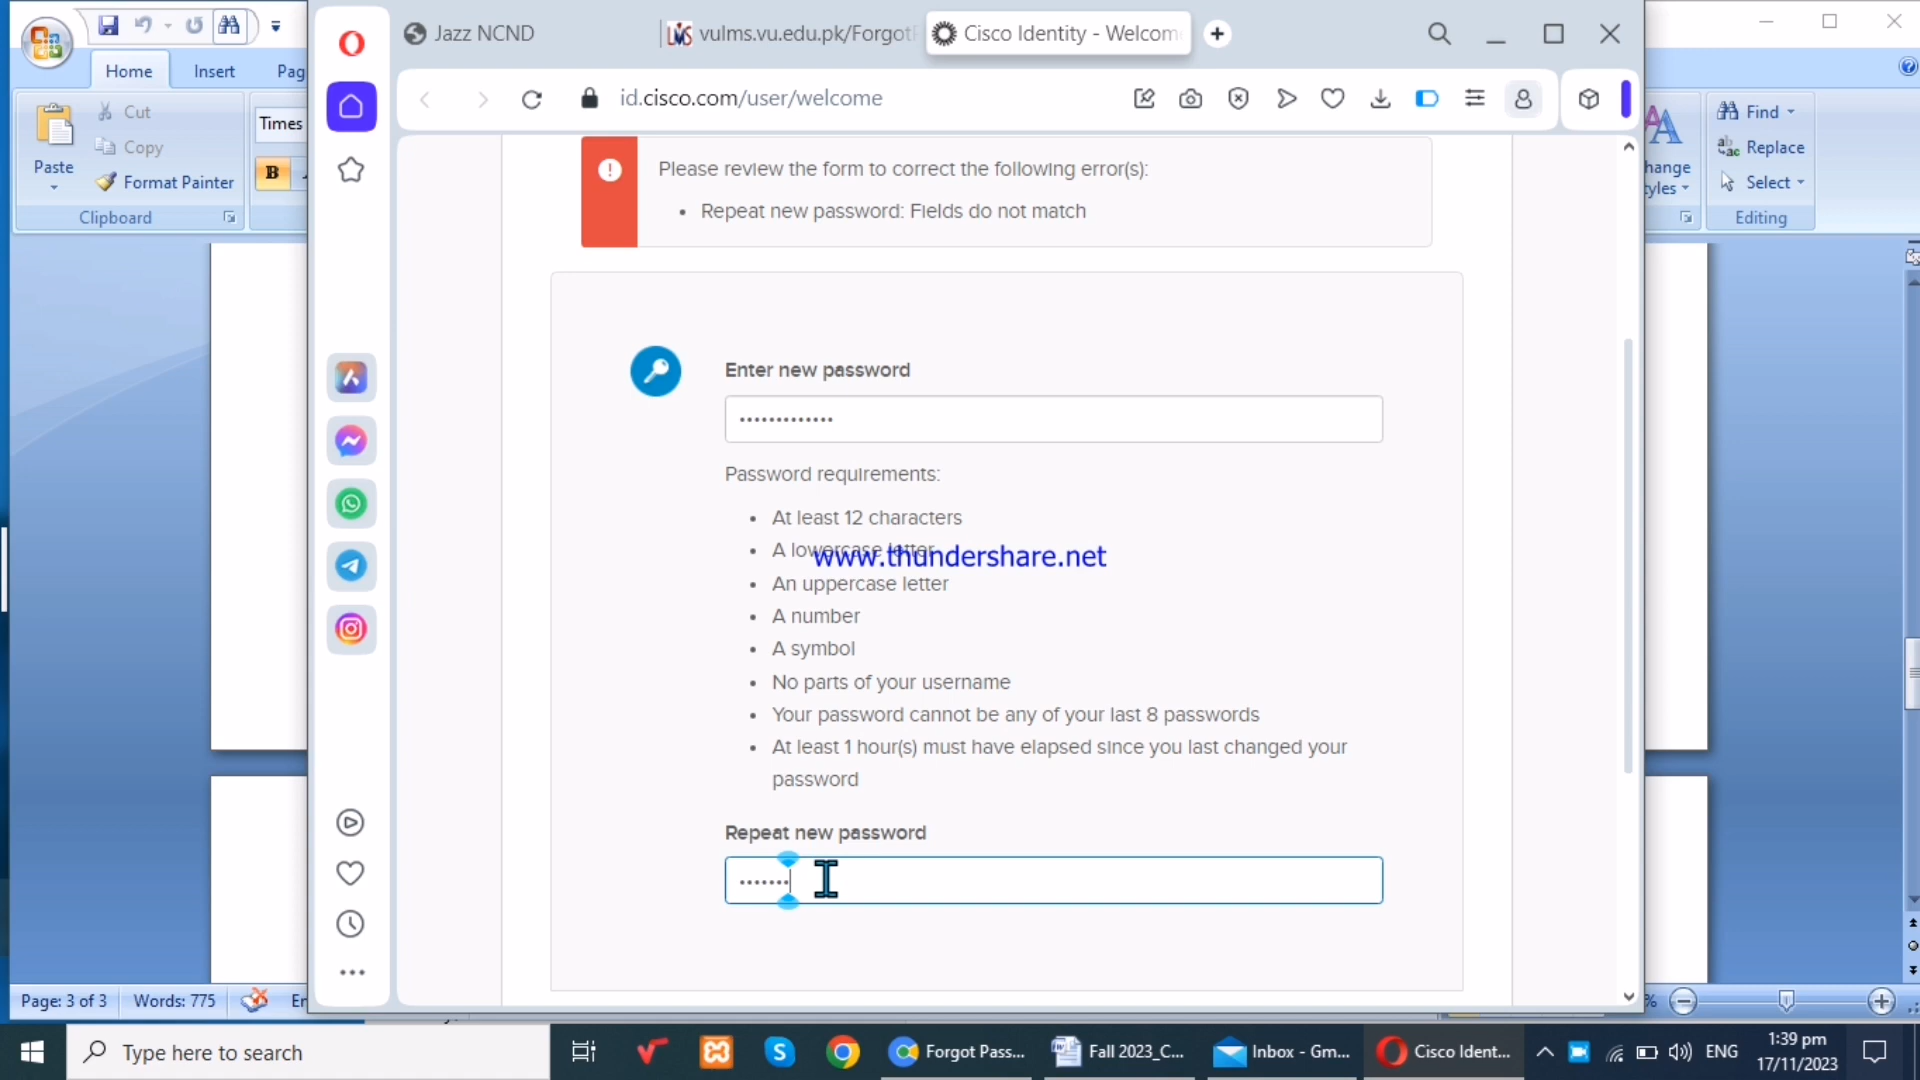 Jazz NCND
vulms.vu.edu.pk/Forgot
Cisco Identity - Welcom
Home
Insert
Pag
id.cisco.com/user/welcome
Cut
Copy
Paste
Format Painter
Clipboard
Times
B
Find
Replace
Select
hange
tyles
Editing
Please review the form to correct the following error(s):
• Repeat new password: Fields do not match
Enter new password
•••••••••••••
Password requirements:
• At least 12 characters
• A lowercase letter
www.thundershare.net
• An uppercase letter
• A number
• A symbol
• No parts of your username
• Your password cannot be any of your last 8 passwords
• At least 1 hour(s) must have elapsed since you last changed your
password
Repeat new password
•••••••
Page: 3 of 3
Words: 775
En
%
Type here to search
Forgot Pass...
Fall 2023_C...
Inbox - Gm...
Cisco Ident...
ENG
1:39 pm
17/11/2023